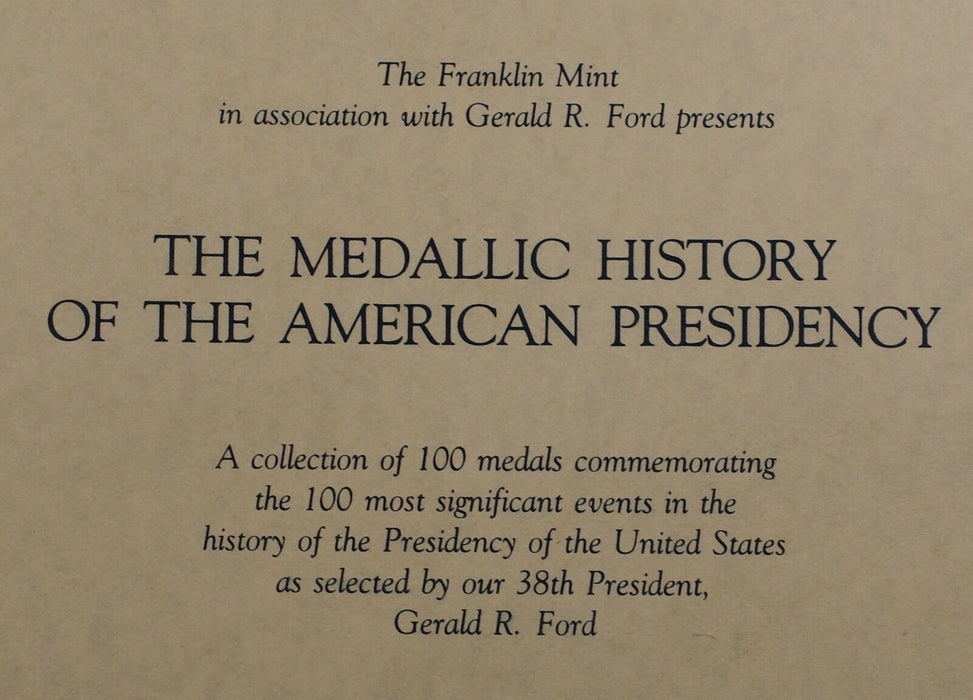 The Franklin Mint
in association with Gerald R. Ford presents
THE MEDALLIC HISTORY
OF THE AMERICAN PRESIDENCY
A collection of 100 medals commemorating
the 100 most significant events in the
history of the Presidency of the United States
as selected by our 38th President,
Gerald R. Ford